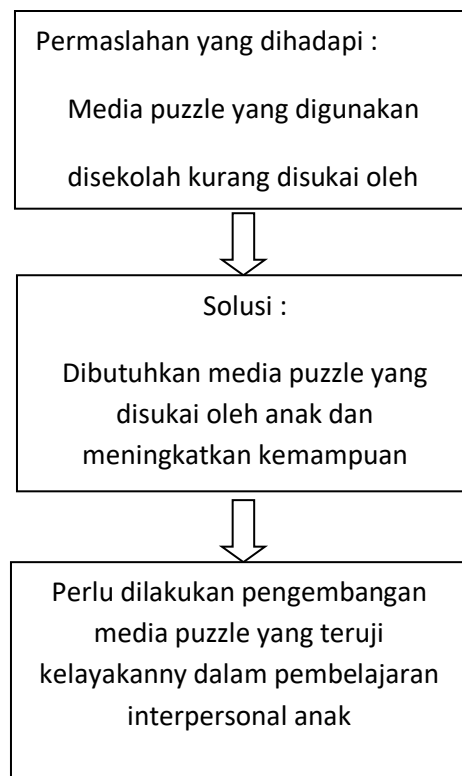 Permaslahan yang dihadapi :
Media puzzle yang digunakan
disekolah kurang disukai oleh
Solusi :
Dibutuhkan media puzzle yang
disukai oleh anak dan
meningkatkan kemampuan
Perlu dilakukan pengembangan
media puzzle yang teruji
kelayakanny dalam pembelajaran
interpersonal anak